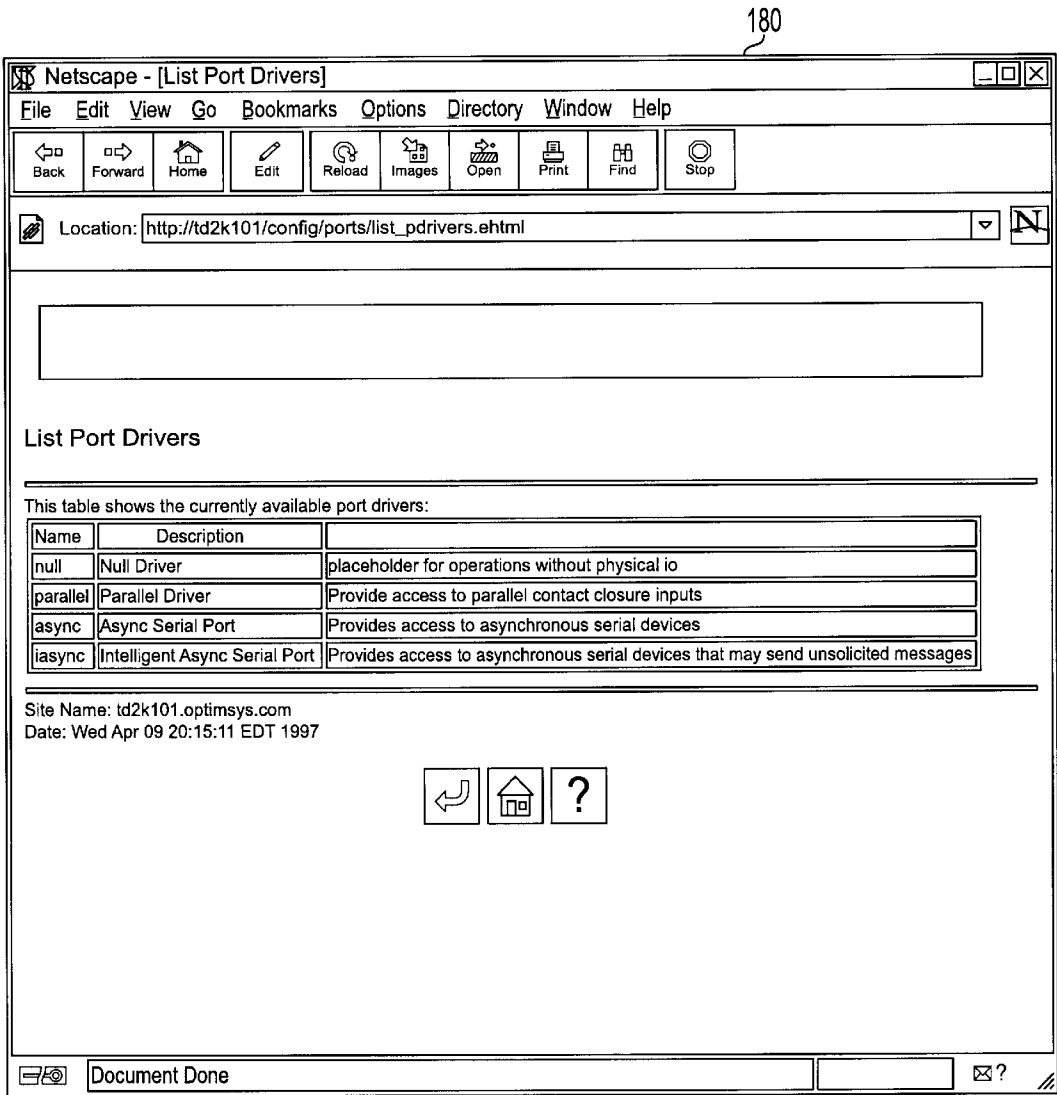 180
Netscape - [List Port Drivers]
File Edit View Go Bookmarks Options Directory Window Help
Back Forward Home Edit Reload Images Open Print Find Stop
Location: http://td2k101/config/ports/list_pdrivers.ehtml
N
List Port Drivers
This table shows the currently available port drivers:
Name Description
null Null Driver placeholder for operations without physical io
parallel Parallel Driver Provide access to parallel contact closure inputs
async Async Serial Port Provides access to asynchronous serial devices
iasync Intelligent Async Serial Port Provides access to asynchronous serial devices that may send unsolicited messages
Site Name: td2k101.optimsys.com
Date: Wed Apr 09 20:15:11 EDT 1997
?
Document Done ?